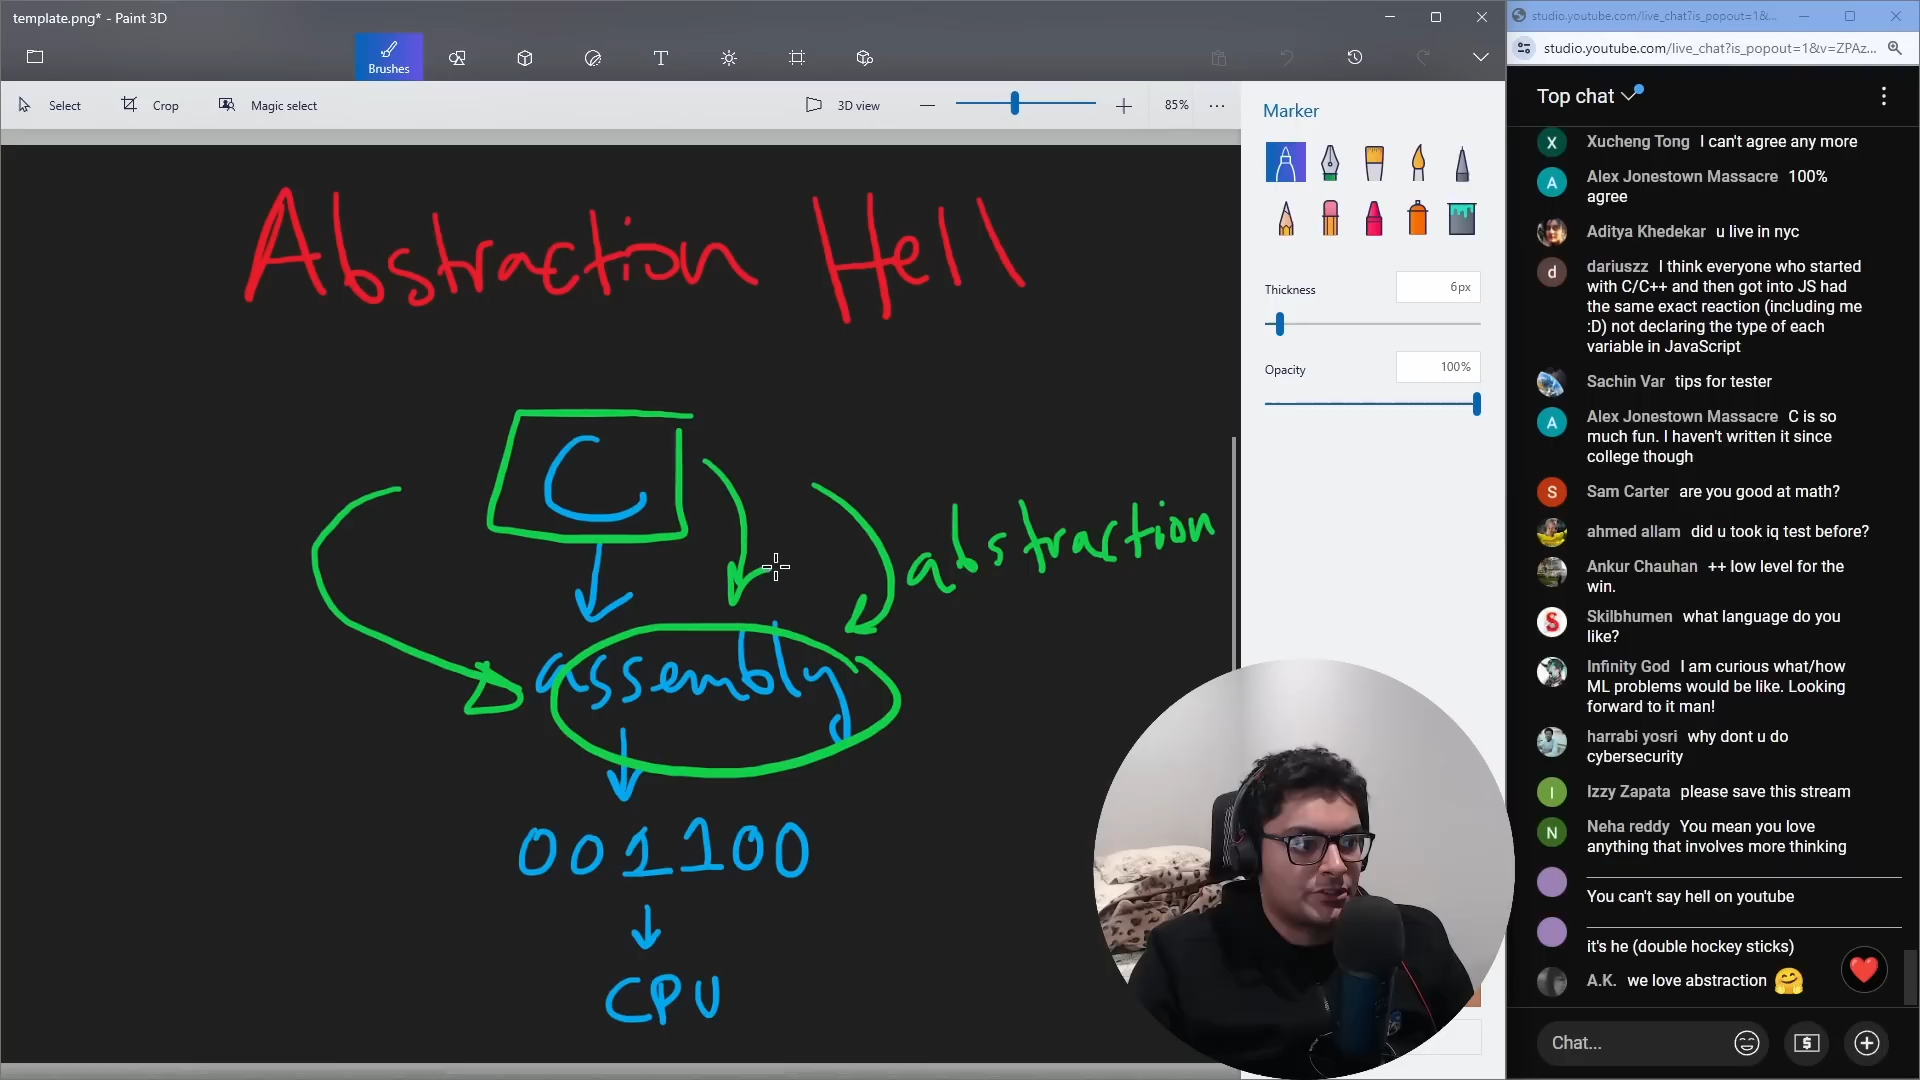 template.png* - Paint 3D
Brushes
Select Crop Magic select 3D view 85% ...
Abstraction Hell
C
abstraction
assembly
001100
CPU
Marker
Thickness 6px
Opacity 100%
studio.youtube.com/live_chat?is_popout=1&...
studio.youtube.com/live_chat?is_popout=1&v=ZPAz...
Top chat
X Xucheng Tong I can't agree any more
A Alex Jonestown Massacre 100%
agree
Aditya Khedekar u live in nyc
d dariuszz I think everyone who started
with C/C++ and then got into JS had
the same exact reaction (including me
:D) not declaring the type of each
variable in JavaScript
Sachin Var tips for tester
A Alex Jonestown Massacre C is so
much fun. I haven't written it since
college though
S Sam Carter are you good at math?
ahmed allam did u took iq test before?
Ankur Chauhan ++ low level for the
win.
S Skilbhumen what language do you
like?
Infinity God I am curious what/how
ML problems would be like. Looking
forward to it man!
harrabi yosri why dont u do
cybersecurity
I Izzy Zapata please save this stream
N Neha reddy You mean you love
anything that involves more thinking
You can't say hell on youtube
it's he (double hockey sticks)
A.K. we love abstraction 🤗
Chat...